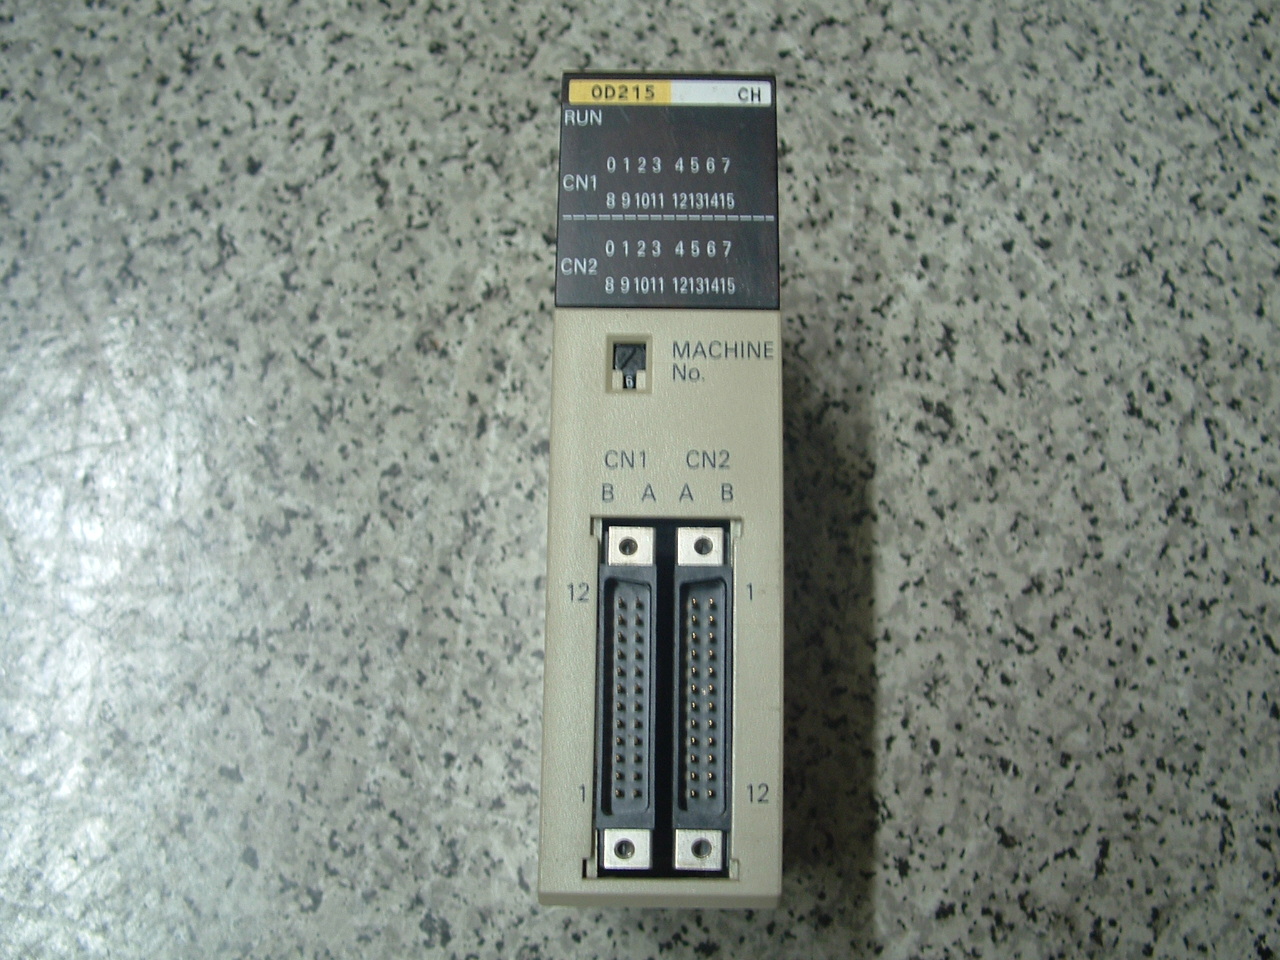 OD215 CH
RUN
0 1 2 3 4 5 6 7
CN1
8 9 10 11 12 13 14 15
0 1 2 3 4 5 6 7
CN2
8 9 10 11 12 13 14 15
MACHINE
No.
6
CN1 CN2
B A A B
12 1
1 12